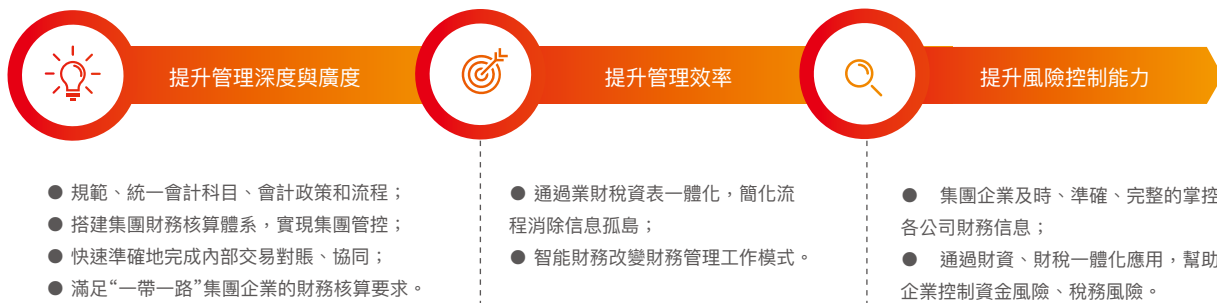 提升管理深度與廣度
提升管理效率
提升風險控制能力
● 規範、統一會計科目、會計政策和流程；
● 搭建集團財務核算體系，實現集團管控；
● 快速準確地完成內部交易對賬、協同；
● 滿足“一帶一路”集團企業的財務核算要求。
● 通過業財稅資表一體化，簡化流
程消除信息孤島；
● 智能財務改變財務管理工作模式。
● 集團企業及時、準確、完整的掌控
各公司財務信息；
● 通過財資、財稅一體化應用，幫助
企業控制資金風險、稅務風險。